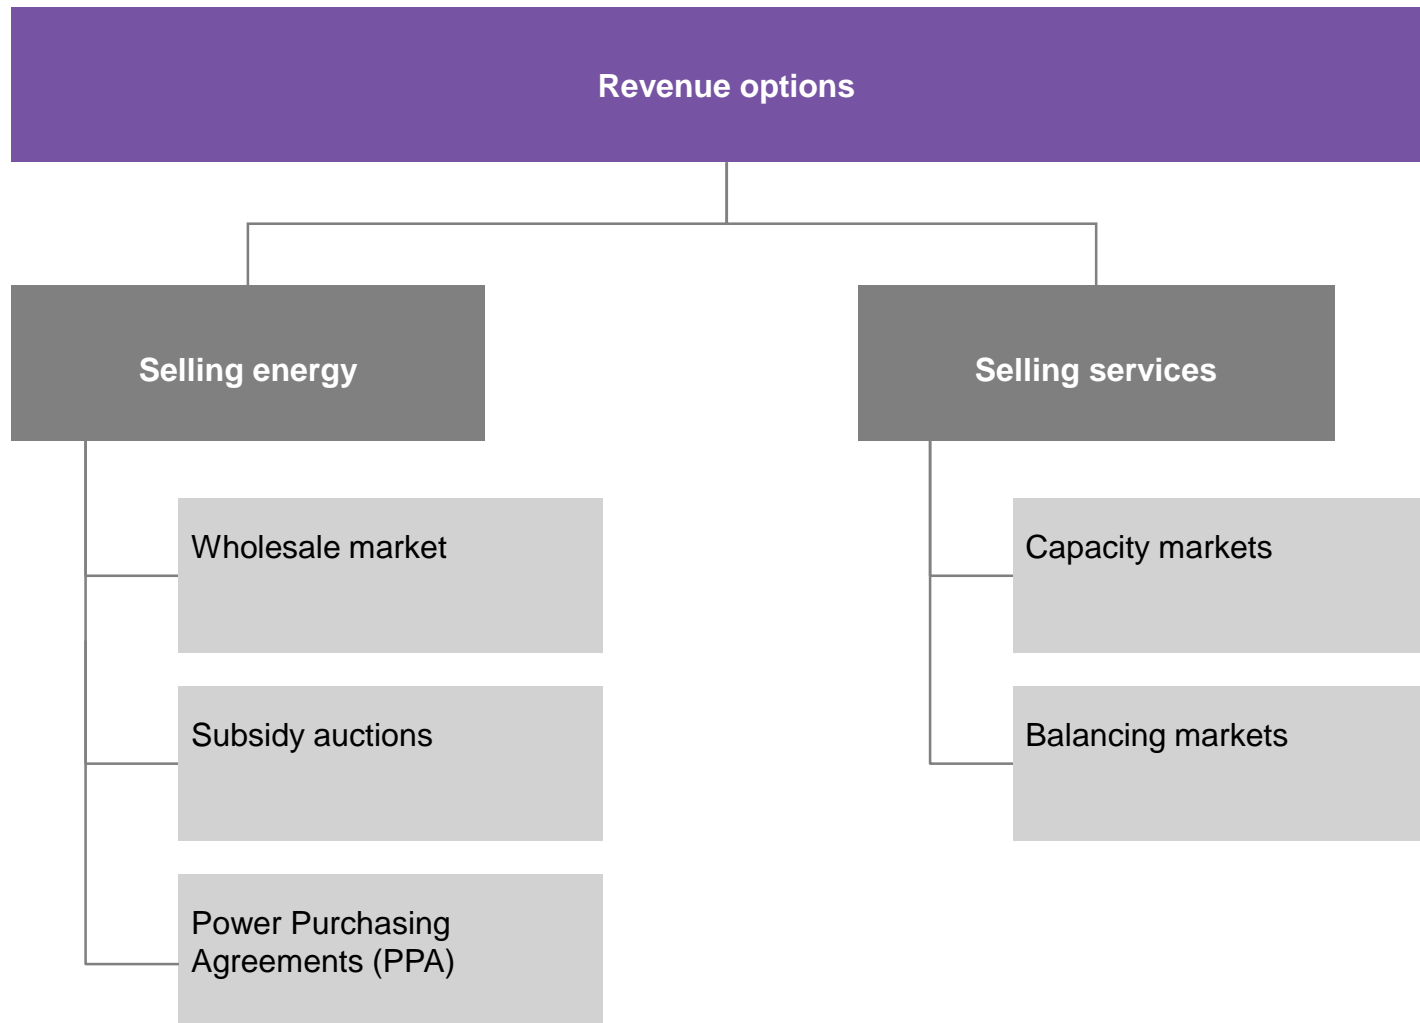 Revenue options
Selling energy
Selling services
Wholesale market
Capacity markets
Subsidy auctions
Balancing markets
Power Purchasing
Agreements (PPA)